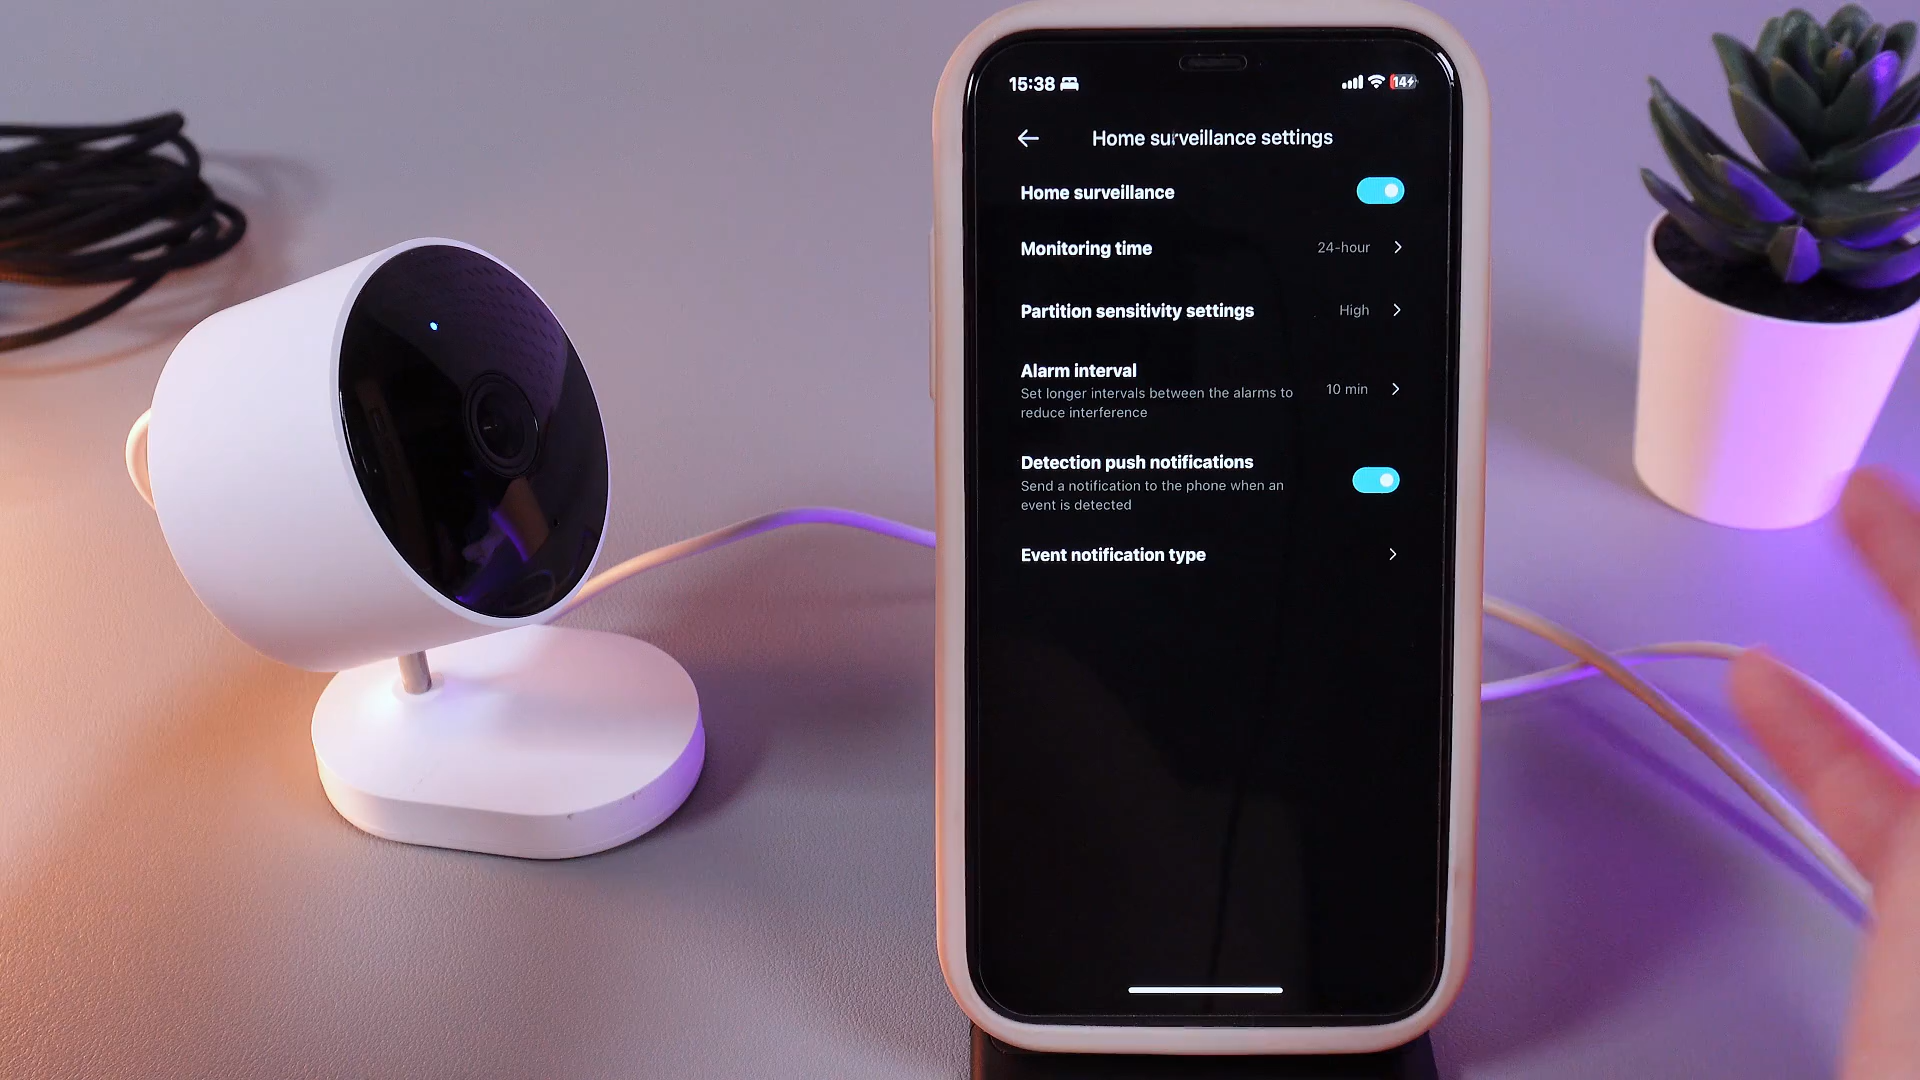 15:38
14
Home surveillance settings
Home surveillance
Monitoring time 24-hour
Partition sensitivity settings High
Alarm interval
Set longer intervals between the alarms to
reduce interference
10 min
Detection push notifications
Send a notification to the phone when an
event is detected
Event notification type